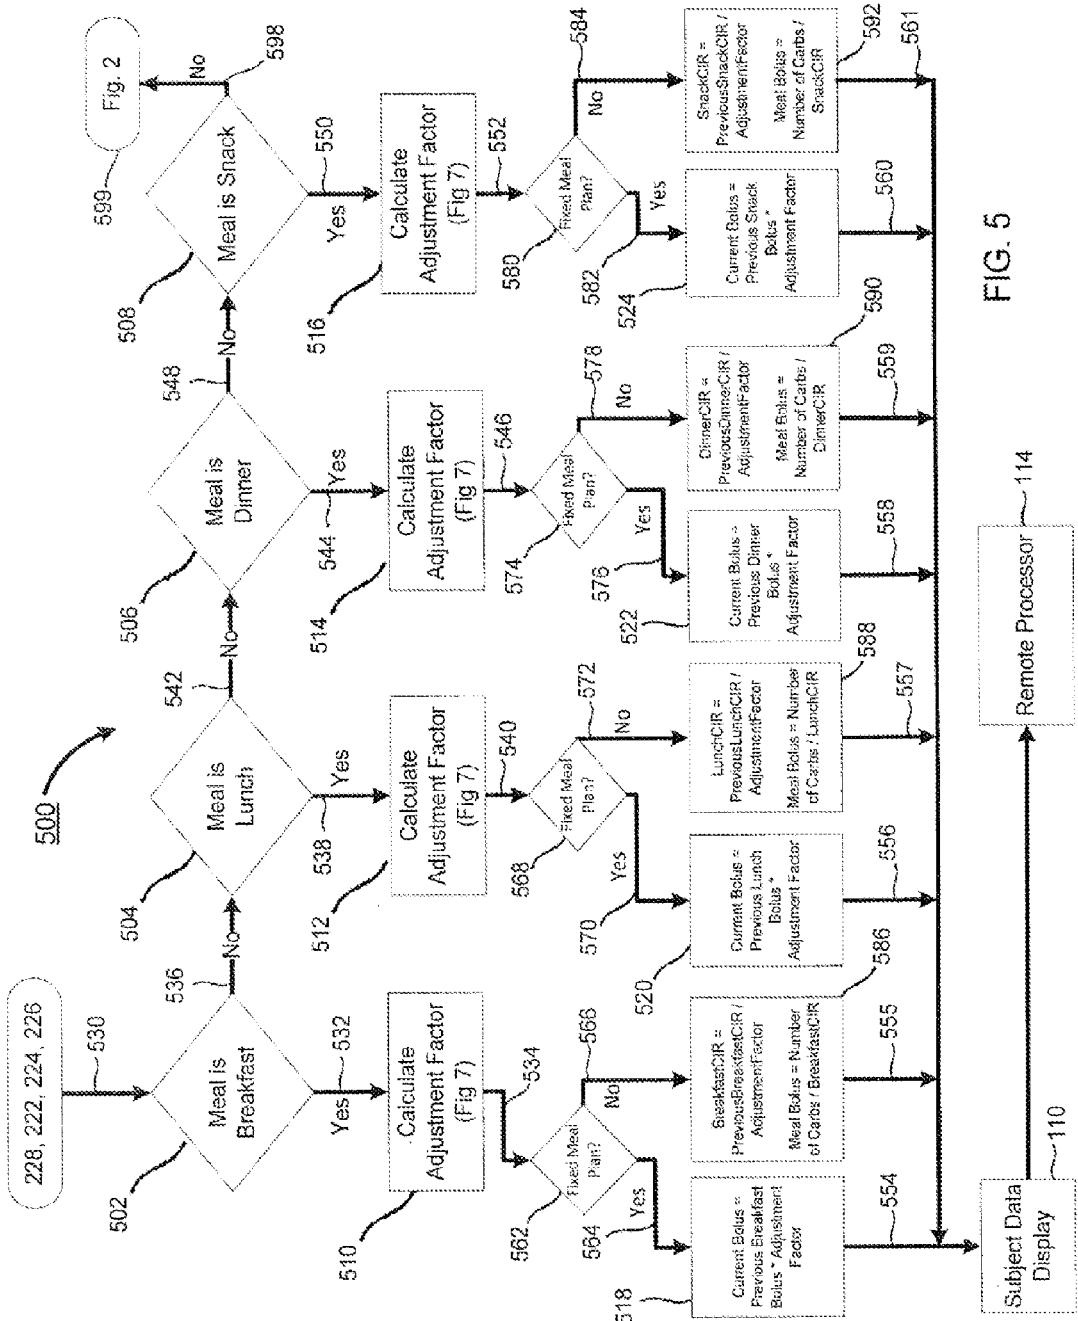 500
228, 222, 224, 226
530
Meal is
Breakfast
502
536
No
532
Yes
Calculate
Adjustment Factor
(Fig 7)
510
534
Fixed Meal
Plan?
562
564
Yes
566
No
Current Bolus =
Previous Breakfast
Bolus * Adjustment
Factor
518
BreakfastCIR =
PreviousBreakfastCIR /
AdjustmentFactor
Meal Bolus = Number
of Carbs / BreakfastCIR
586
554
555
Meal is
Lunch
504
542
No
538
Yes
Calculate
Adjustment Factor
(Fig 7)
512
540
Fixed Meal
Plan?
568
570
Yes
572
No
Current Bolus =
Previous Lunch
Bolus *
Adjustment Factor
520
LunchCIR =
PreviousLunchCIR /
AdjustmentFactor
Meal Bolus = Number
of Carbs / LunchCIR
588
556
557
Meal is
Dinner
506
548
No
544
Yes
Calculate
Adjustment Factor
(Fig 7)
514
546
Fixed Meal
Plan?
574
576
Yes
578
No
Current Bolus =
Previous Dinner
Bolus *
Adjustment Factor
522
DinnerCIR =
PreviousDinnerCIR /
AdjustmentFactor
Meal Bolus =
Number of Carbs /
DinnerCIR
590
558
559
Meal is Snack
508
598
No
Fig. 2
599
550
Yes
Calculate
Adjustment Factor
(Fig 7)
516
552
Fixed Meal
Plan?
580
582
Yes
584
No
Current Bolus =
Previous Snack
Bolus *
Adjustment Factor
524
SnackCIR =
PreviousSnackCIR /
AdjustmentFactor
Meal Bolus =
Number of Carbs /
SnackCIR
592
560
561
Subject Data
Display
110
Remote Processor
114
FIG. 5